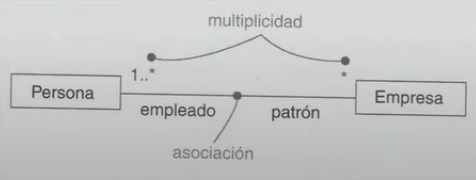 multiplicidad
1..*
*
Persona
Empresa
empleado
patrón
asociación